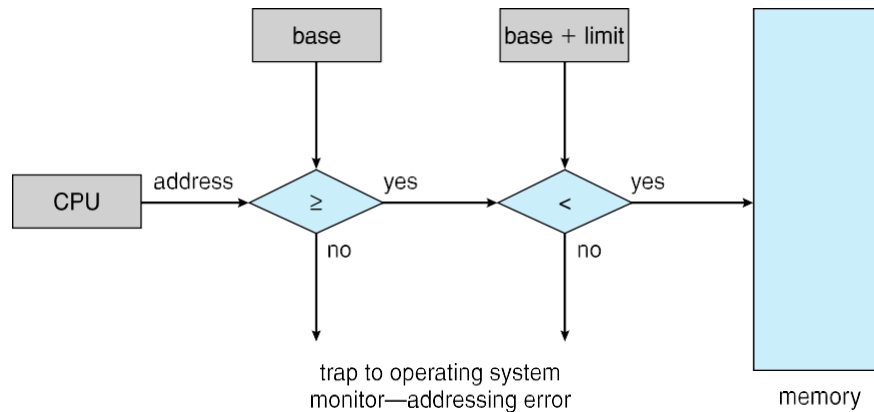 base
base + limit
CPU
address
≥
yes
<
yes
no
no
trap to operating system
monitor—addressing error
memory